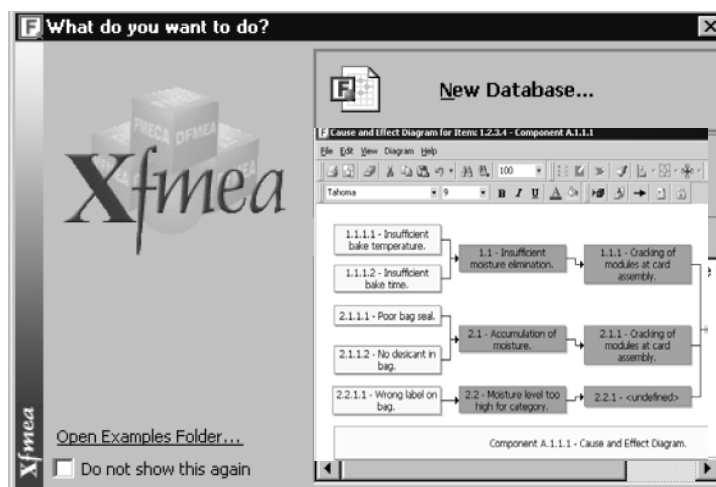 What do you want to do?
FMECA DFMEA
Xfmea
New Database...
Cause and Effect Diagram for Item: 1.2.3.4 - Component A.1.1.1
File Edit View Diagram Help
100
Tahoma 9 B I U A
1.1.1.1 - Insufficient
bake temperature.
1.1.1.2 - Insufficient
bake time.
1.1 - Insufficient
moisture elimination.
1.1.1 - Cracking of
modules at card
assembly.
2.1.1.1 - Poor bag seal.
2.1.1.2 - No desicant in
bag.
2.1 - Accumulation of
moisture.
2.1.1 - Cracking of
modules at card
assembly.
2.2.1.1 - Wrong label on
bag.
2.2 - Moisture level too
high for category.
2.2.1 - <undefined>
Component A.1.1.1 - Cause and Effect Diagram.
Open Examples Folder...
Do not show this again
Xfmea